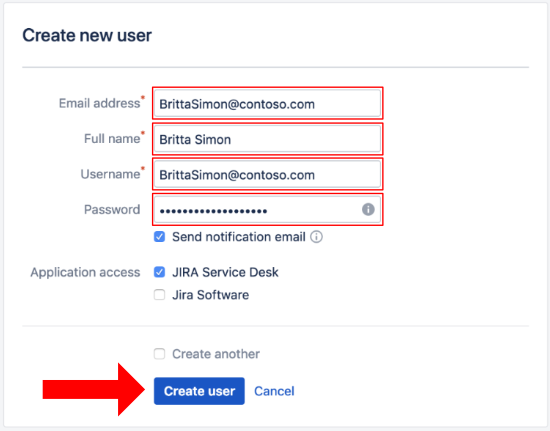 Create new user
Email address* BrittaSimon@contoso.com
Full name* Britta Simon
Username* BrittaSimon@contoso.com
Password •••••••••••••••••••
Send notification email
Application access JIRA Service Desk
Jira Software
Create another
Create user Cancel